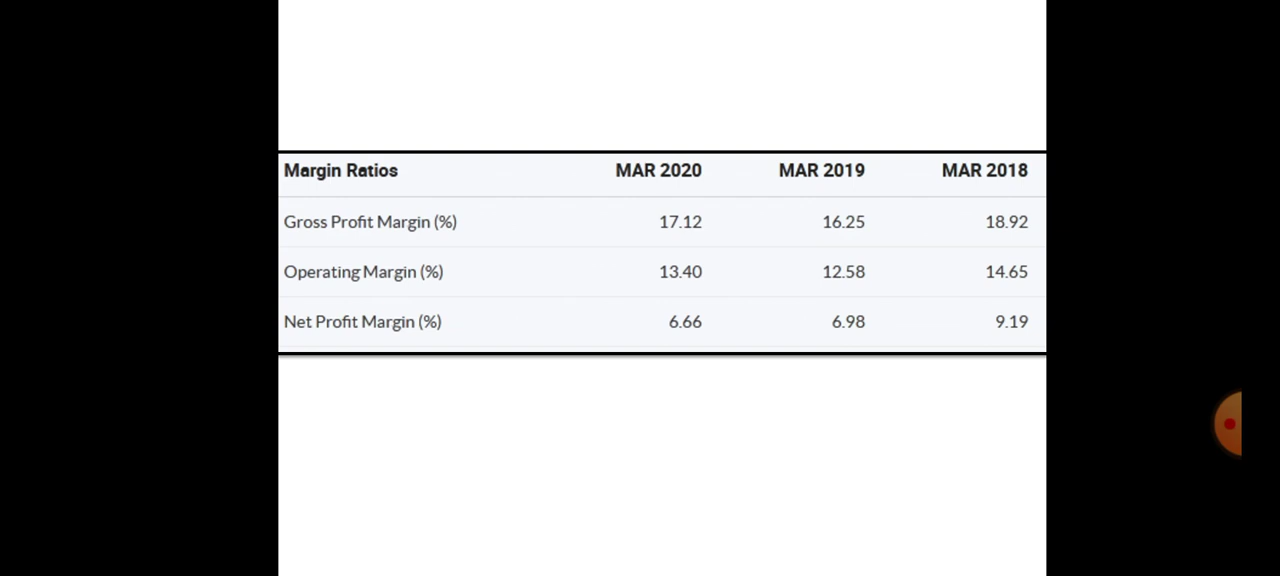 Margin Ratios MAR 2020 MAR 2019 MAR 2018
Gross Profit Margin (%) 17.12 16.25 18.92
Operating Margin (%) 13.40 12.58 14.65
Net Profit Margin (%) 6.66 6.98 9.19